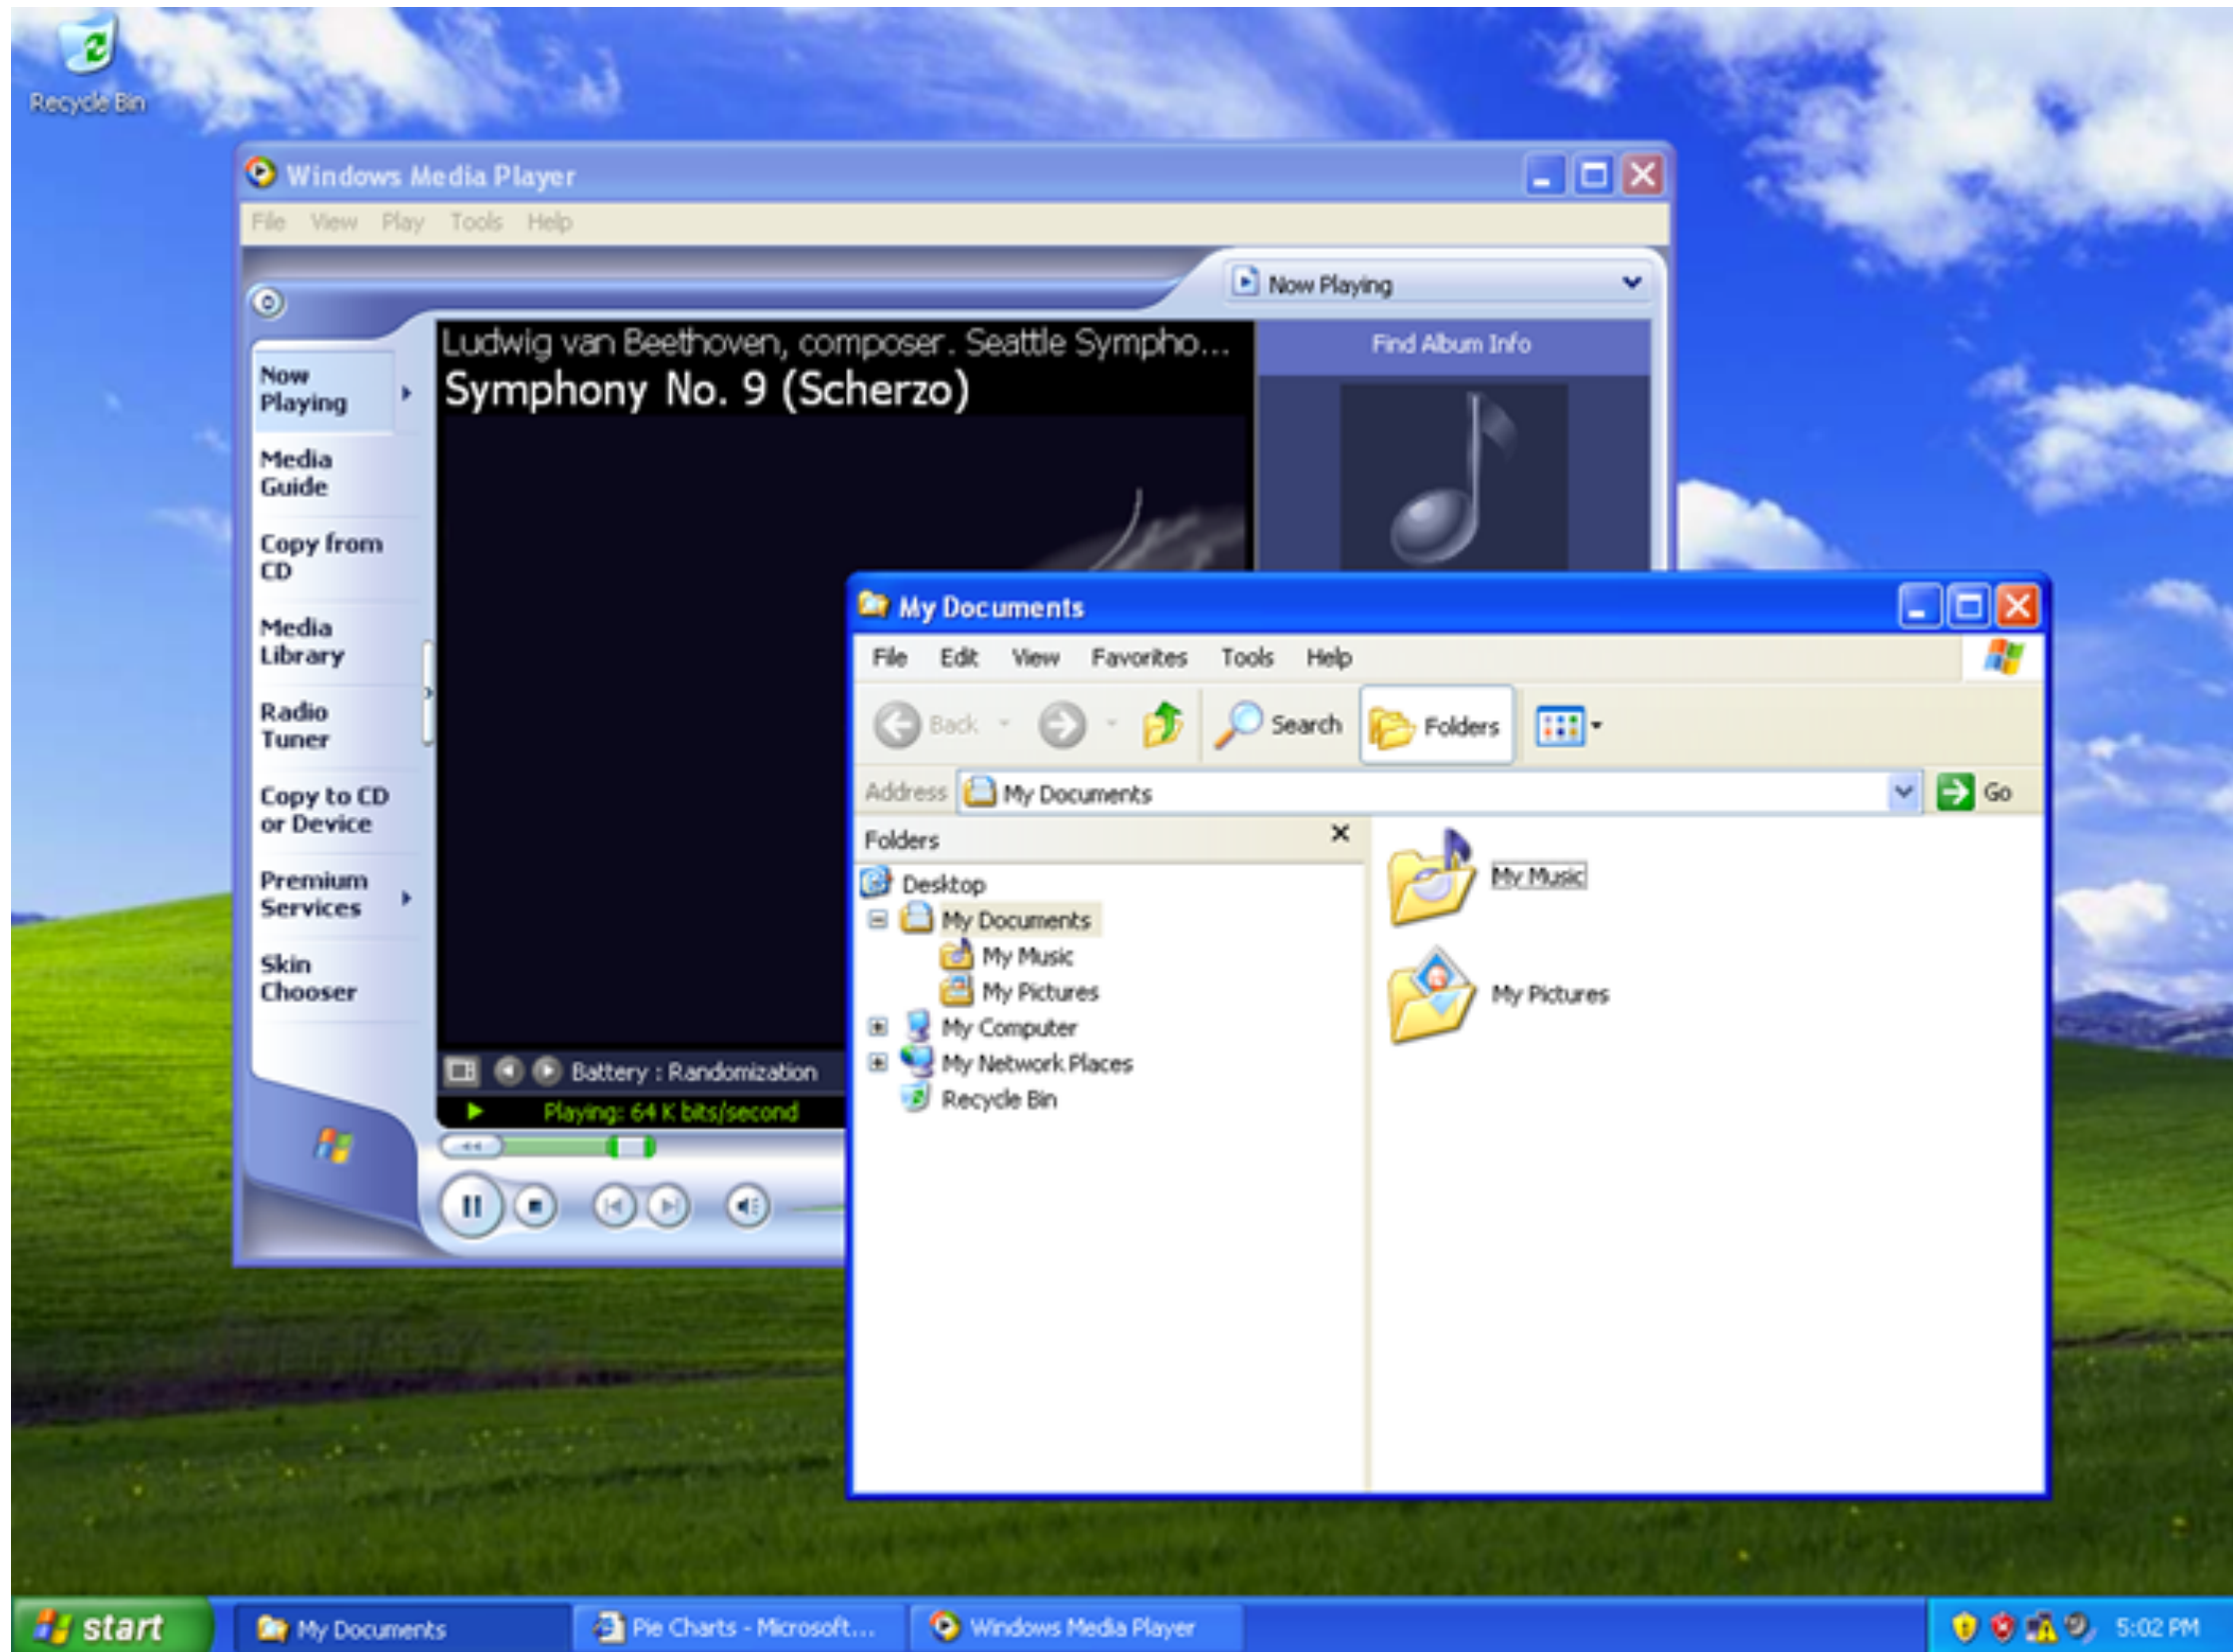 Recycle Bin
Windows Media Player
File View Play Tools Help
Now Playing
Ludwig van Beethoven, composer. Seattle Sympho...
Symphony No. 9 (Scherzo)
Find Album Info
Now
Playing
Media
Guide
Copy from
CD
Media
Library
Radio
Tuner
Copy to CD
or Device
Premium
Services
Skin
Chooser
Battery : Randomization
Playing: 64 K bits/second
My Documents
File Edit View Favorites Tools Help
Back Search Folders
Address My Documents Go
Folders
Desktop
My Documents
My Music
My Pictures
My Computer
My Network Places
Recycle Bin
My Music
My Pictures
start My Documents Pie Charts - Microsoft... Windows Media Player 5:02 PM